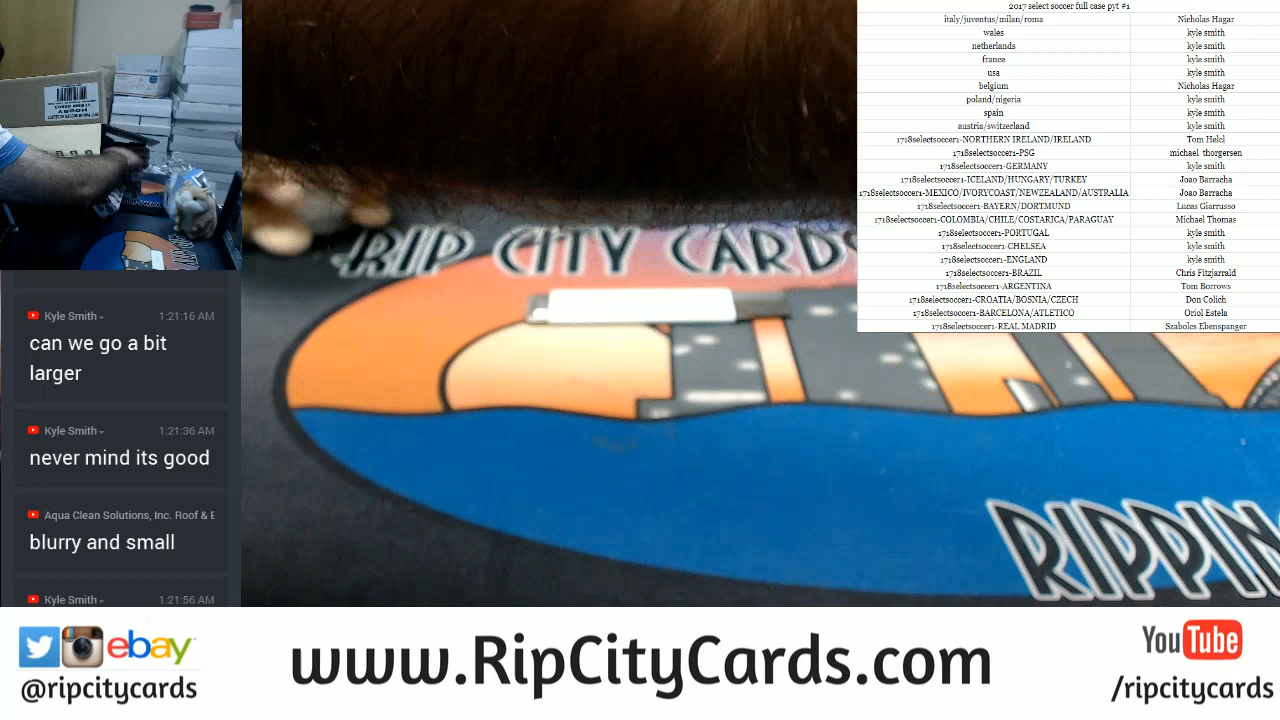 2017 select soccer full case pyt #1
italy/juventus/milan/roma Nicholas Hagar
wales kyle smith
netherlands kyle smith
france kyle smith
usa kyle smith
belgium Nicholas Hagar
poland/nigeria kyle smith
spain kyle smith
austria/switzerland kyle smith
1718selectsoccer1-NORTHERN IRELAND/IRELAND Tom Helcl
1718selectsoccer1-PSG michael thorgersen
1718selectsoccer1-GERMANY kyle smith
1718selectsoccer1-ICELAND/HUNGARY/TURKEY Joao Barracha
1718selectsoccer1-MEXICO/IVORYCOAST/NEWZEALAND/AUSTRALIA Joao Barracha
1718selectsoccer1-BAYERN/DORTMUND Lucas Giarrusso
1718selectsoccer1-COLOMBIA/CHILE/COSTARICA/PARAGUAY Michael Thomas
1718selectsoccer1-PORTUGAL kyle smith
1718selectsoccer1-CHELSEA kyle smith
1718selectsoccer1-ENGLAND kyle smith
1718selectsoccer1-BRAZIL Chris Fitzjarrald
1718selectsoccer1-ARGENTINA Tom Borrows
1718selectsoccer1-CROATIA/BOSNIA/CZECH Don Colich
1718selectsoccer1-BARCELONA/ATLETICO Oriol Estela
1718selectsoccer1-REAL MADRID Szabolcs Ebenspanger
HOBBY
RIP CITY CARDS
Kyle Smith 1:21:16 AM
can we go a bit
larger
Kyle Smith 1:21:36 AM
never mind its good
Aqua Clean Solutions, Inc. Roof & E
blurry and small
Kyle Smith 1:21:56 AM
RIPPIN
ebay
@ripcitycards
www.RipCityCards.com
YouTube
/ripcitycards